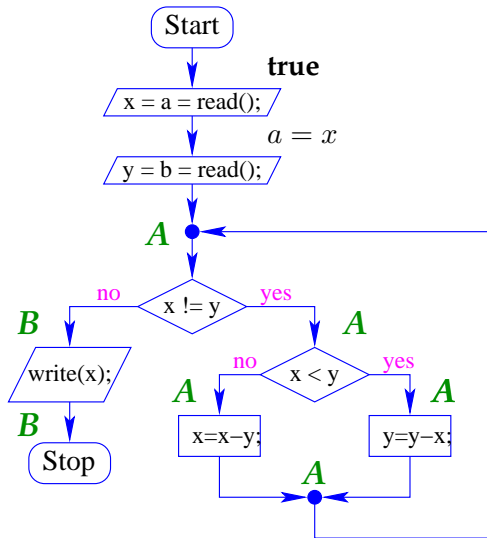 Start
true
x = a = read();
a = x
y = b = read();
A
no
x != y
yes
B
A
write(x);
no
x < y
yes
A
A
B
x=x−y;
y=y−x;
Stop
A